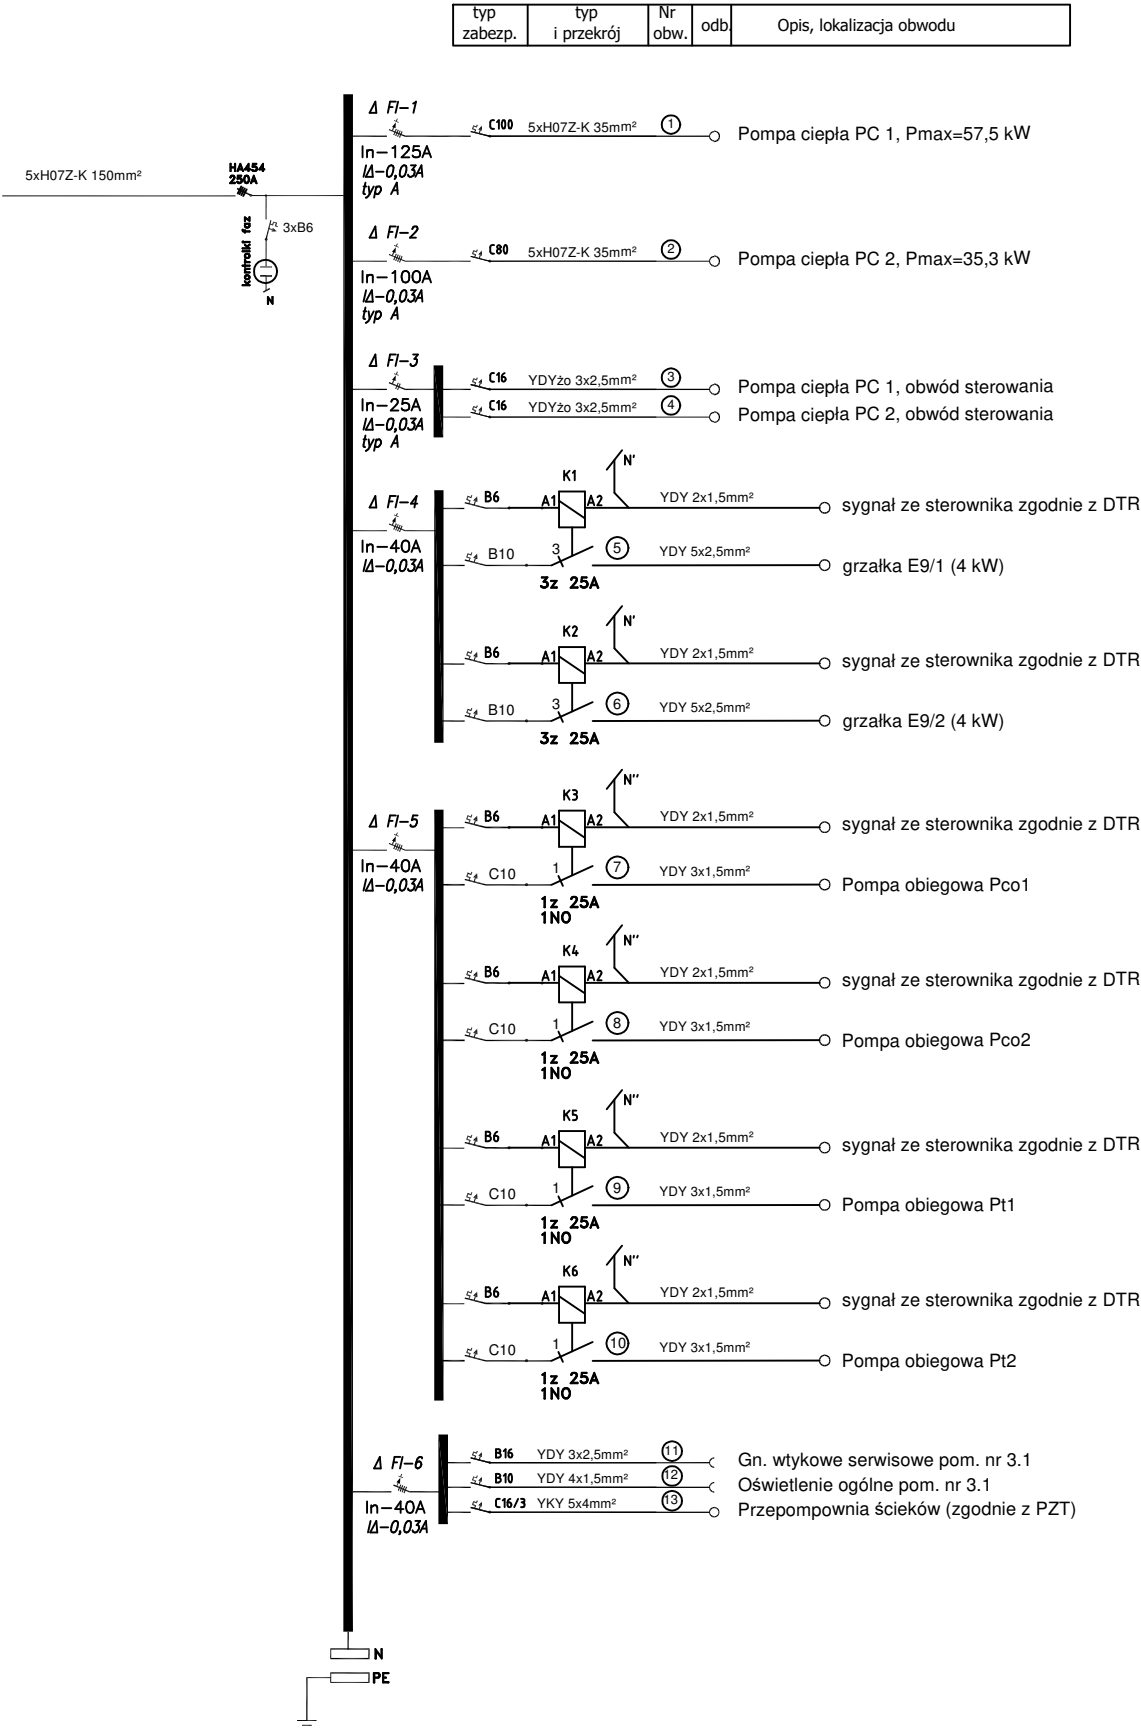 typ
zabezp.
typ
i przekrój
Nr
obw.
odb.
Opis, lokalizacja obwodu
5xH07Z-K 150mm²
HA454
250A
kontrolki faz
3xB6
N
Δ FI-1
In-125A
IΔ-0,03A
typ A
C100 5xH07Z-K 35mm² 1 Pompa ciepła PC 1, Pmax=57,5 kW
Δ FI-2
In-100A
IΔ-0,03A
typ A
C80 5xH07Z-K 35mm² 2 Pompa ciepła PC 2, Pmax=35,3 kW
Δ FI-3
In-25A
IΔ-0,03A
typ A
C16 YDYżo 3x2,5mm² 3 Pompa ciepła PC 1, obwód sterowania
C16 YDYżo 3x2,5mm² 4 Pompa ciepła PC 2, obwód sterowania
Δ FI-4
In-40A
IΔ-0,03A
K1 N'
B6 A1 A2 YDY 2x1,5mm² sygnał ze sterownika zgodnie z DTR
B10 3 5 YDY 5x2,5mm² grzałka E9/1 (4 kW)
3z 25A
K2 N'
B6 A1 A2 YDY 2x1,5mm² sygnał ze sterownika zgodnie z DTR
B10 3 6 YDY 5x2,5mm² grzałka E9/2 (4 kW)
3z 25A
Δ FI-5
In-40A
IΔ-0,03A
K3 N''
B6 A1 A2 YDY 2x1,5mm² sygnał ze sterownika zgodnie z DTR
C10 1 7 YDY 3x1,5mm² Pompa obiegowa Pco1
1z 25A
1NO
K4 N''
B6 A1 A2 YDY 2x1,5mm² sygnał ze sterownika zgodnie z DTR
C10 1 8 YDY 3x1,5mm² Pompa obiegowa Pco2
1z 25A
1NO
K5 N''
B6 A1 A2 YDY 2x1,5mm² sygnał ze sterownika zgodnie z DTR
C10 1 9 YDY 3x1,5mm² Pompa obiegowa Pt1
1z 25A
1NO
K6 N''
B6 A1 A2 YDY 2x1,5mm² sygnał ze sterownika zgodnie z DTR
C10 1 10 YDY 3x1,5mm² Pompa obiegowa Pt2
1z 25A
1NO
Δ FI-6
In-40A
IΔ-0,03A
B16 YDY 3x2,5mm² 11 Gn. wtykowe serwisowe pom. nr 3.1
B10 YDY 4x1,5mm² 12 Oświetlenie ogólne pom. nr 3.1
C16/3 YKY 5x4mm² 13 Przepompownia ścieków (zgodnie z PZT)
N
PE